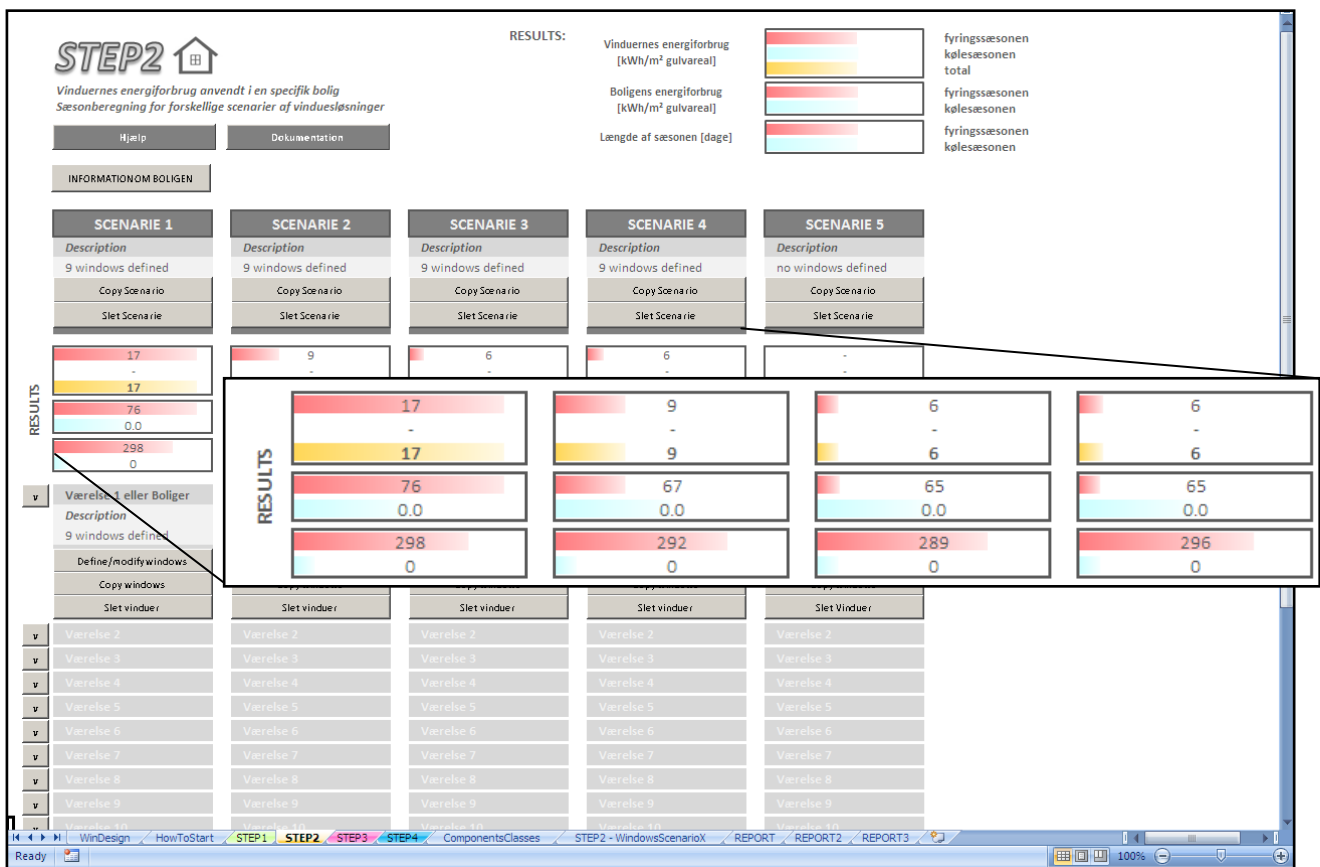 STEP2
Vinduernes energiforbrug anvendt i en specifik bolig
Sæsonberegning for forskellige scenarier af vinduesløsninger
Hjælp
Dokumentation
INFORMATION OM BOLIGEN
RESULTS:
Vinduernes energiforbrug
[kWh/m² gulvareal]
fyringssæsonen
kølesæsonen
total
Boligens energiforbrug
[kWh/m² gulvareal]
fyringssæsonen
kølesæsonen
Længde af sæsonen [dage]
fyringssæsonen
kølesæsonen
SCENARIE 1 SCENARIE 2 SCENARIE 3 SCENARIE 4 SCENARIE 5
Description Description Description Description Description
9 windows defined 9 windows defined 9 windows defined 9 windows defined no windows defined
Copy Scenario Copy Scenario Copy Scenario Copy Scenario Copy Scenario
Slet Scenarie Slet Scenarie Slet Scenarie Slet Scenarie Slet Scenarie
RESULTS
17 9 6 6 -
- - - - -
17
76
0.0
298
0
RESULTS
17 9 6 6
- - - -
17 9 6 6
76 67 65 65
0.0 0.0 0.0 0.0
298 292 289 296
0 0 0 0
v Værelse 1 eller Boliger
Description
9 windows defined
Define/modify windows
Copy windows
Slet vinduer Slet vinduer Slet vinduer Slet vinduer Slet Vinduer
v Værelse 2 Værelse 2 Værelse 2 Værelse 2 Værelse 2
v Værelse 3 Værelse 3 Værelse 3 Værelse 3 Værelse 3
v Værelse 4 Værelse 4 Værelse 4 Værelse 4 Værelse 4
v Værelse 5 Værelse 5 Værelse 5 Værelse 5 Værelse 5
v Værelse 6 Værelse 6 Værelse 6 Værelse 6 Værelse 6
v Værelse 7 Værelse 7 Værelse 7 Værelse 7 Værelse 7
v Værelse 8 Værelse 8 Værelse 8 Værelse 8 Værelse 8
v Værelse 9 Værelse 9 Værelse 9 Værelse 9 Værelse 9
v Værelse 10 Værelse 10 Værelse 10 Værelse 10 Værelse 10
WinDesign HowToStart STEP1 STEP2 STEP3 STEP4 ComponentsClasses STEP2 - WindowsScenarioX REPORT REPORT2 REPORT3
Ready 100%